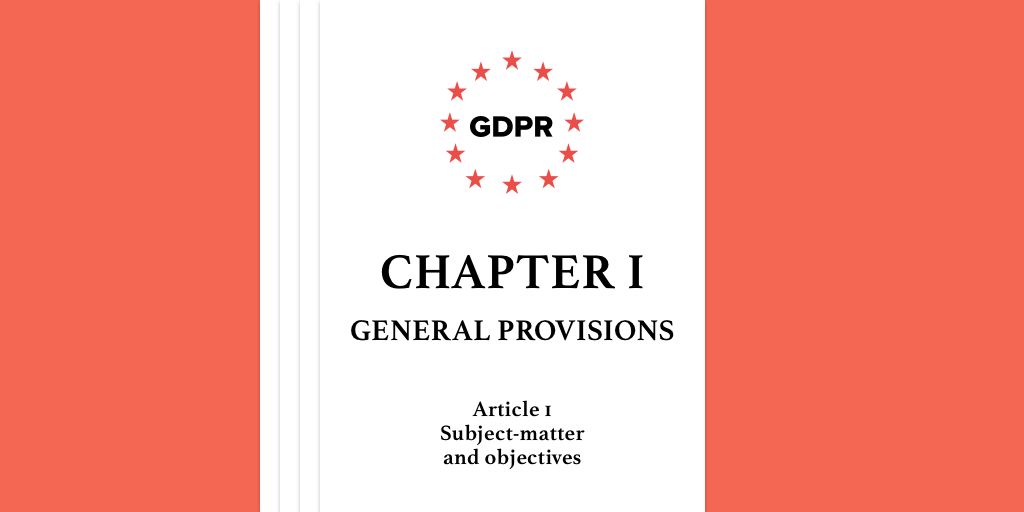 GDPR
CHAPTER I
GENERAL PROVISIONS
Article 1
Subject-matter
and objectives